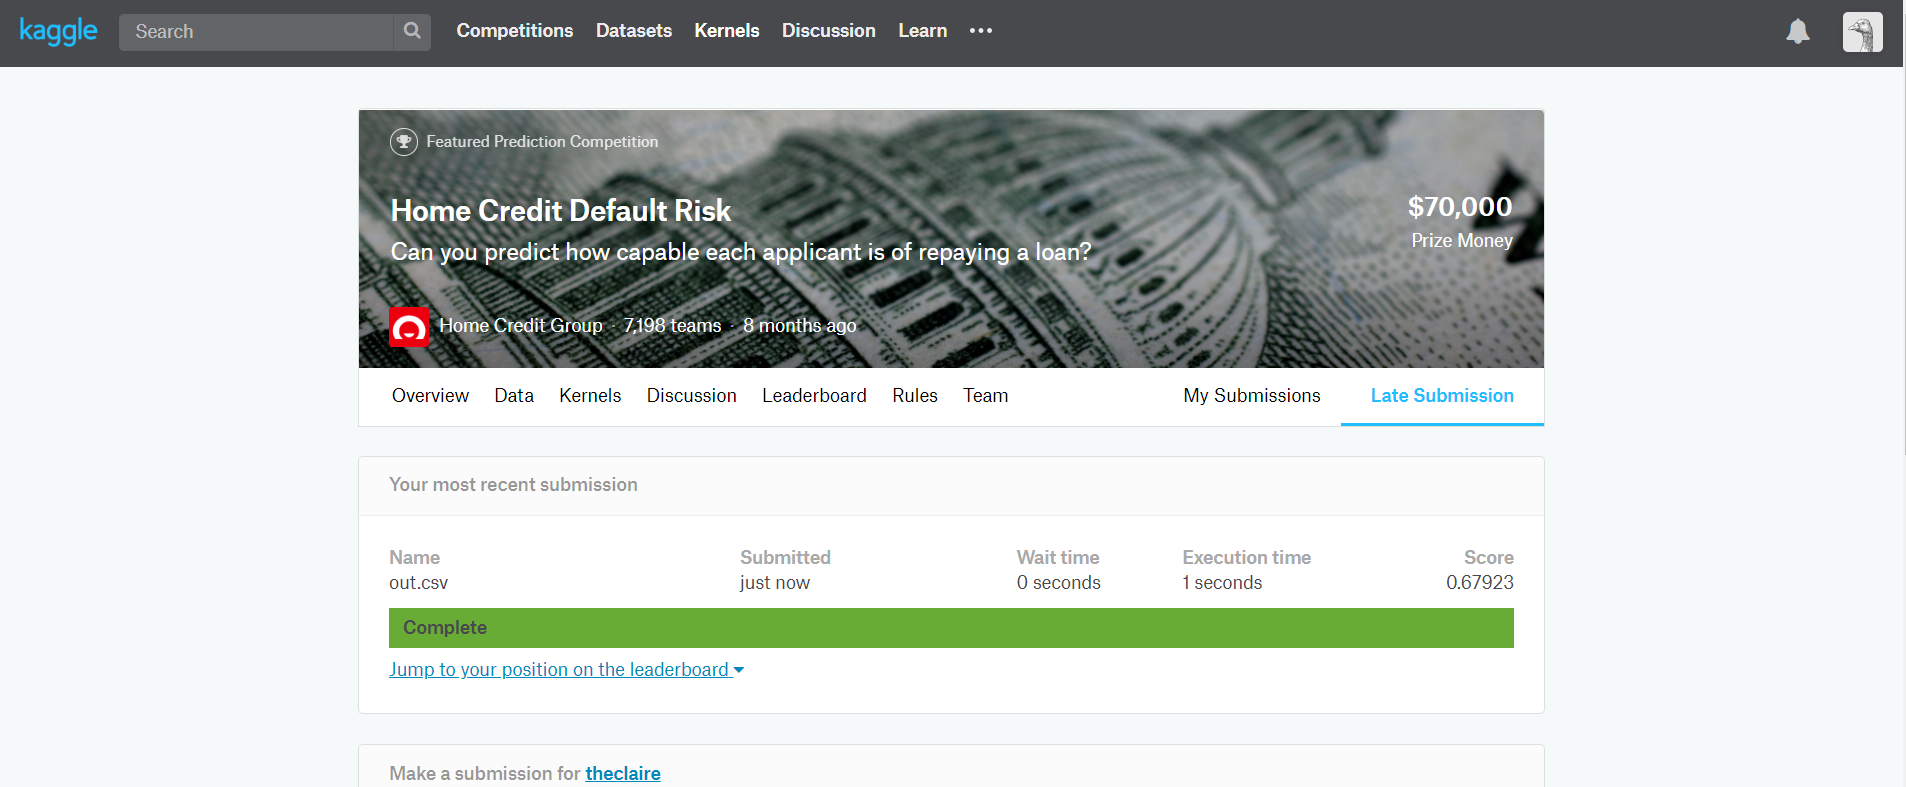 kaggle Search Competitions Datasets Kernels Discussion Learn •••
Featured Prediction Competition
Home Credit Default Risk
$70,000
Can you predict how capable each applicant is of repaying a loan?
Prize Money
Home Credit Group · 7,198 teams · 8 months ago
Overview Data Kernels Discussion Leaderboard Rules Team My Submissions Late Submission
Your most recent submission
Name Submitted Wait time Execution time Score
out.csv just now 0 seconds 1 seconds 0.67923
Complete
Jump to your position on the leaderboard
Make a submission for theclaire